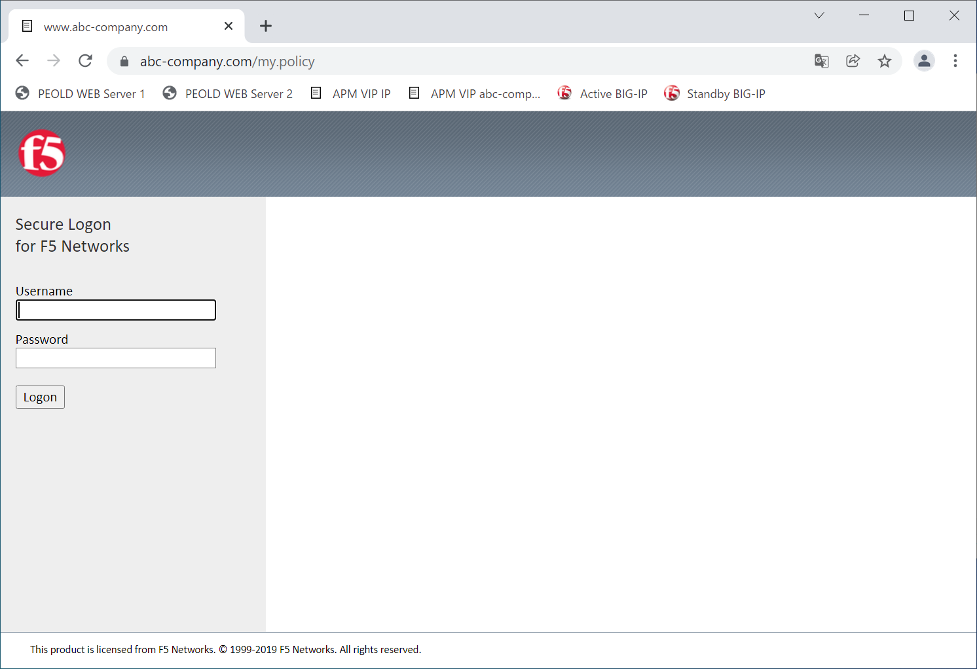 www.abc-company.com
abc-company.com/my.policy
PEOLD WEB Server 1 PEOLD WEB Server 2 APM VIP IP APM VIP abc-comp... Active BIG-IP Standby BIG-IP
f5
Secure Logon
for F5 Networks
Username
Password
Logon
This product is licensed from F5 Networks. © 1999-2019 F5 Networks. All rights reserved.